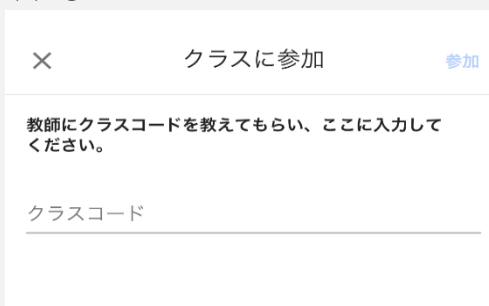 クラスに参加
参加
教師にクラスコードを教えてもらい、ここに入力して
ください。
クラスコード